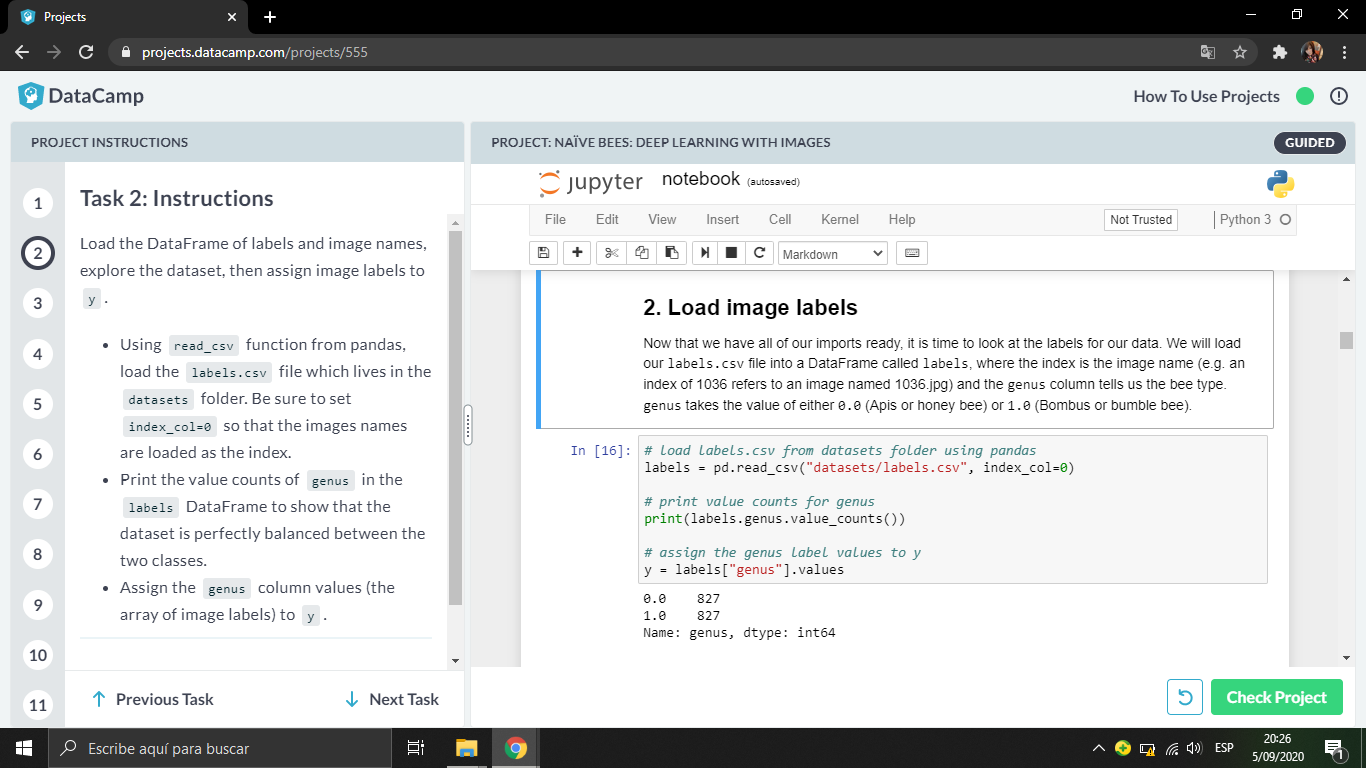 Projects
projects.datacamp.com/projects/555
DataCamp
How To Use Projects
PROJECT INSTRUCTIONS
1
2
3
4
5
6
7
8
9
10
11
Task 2: Instructions
Load the DataFrame of labels and image names,
explore the dataset, then assign image labels to
y .
Using read_csv function from pandas,
load the labels.csv file which lives in the
datasets folder. Be sure to set
index_col=0 so that the images names
are loaded as the index.
Print the value counts of genus in the
labels DataFrame to show that the
dataset is perfectly balanced between the
two classes.
Assign the genus column values (the
array of image labels) to y .
Previous Task
Next Task
PROJECT: NAÏVE BEES: DEEP LEARNING WITH IMAGES
GUIDED
jupyter notebook (autosaved)
File Edit View Insert Cell Kernel Help
Not Trusted
Python 3
Markdown
2. Load image labels
Now that we have all of our imports ready, it is time to look at the labels for our data. We will load
our labels.csv file into a DataFrame called labels, where the index is the image name (e.g. an
index of 1036 refers to an image named 1036.jpg) and the genus column tells us the bee type.
genus takes the value of either 0.0 (Apis or honey bee) or 1.0 (Bombus or bumble bee).
In [16]:
# load labels.csv from datasets folder using pandas
labels = pd.read_csv("datasets/labels.csv", index_col=0)
# print value counts for genus
print(labels.genus.value_counts())
# assign the genus label values to y
y = labels["genus"].values
0.0    827
1.0    827
Name: genus, dtype: int64
Check Project
Escribe aquí para buscar
ESP
20:26
5/09/2020
1